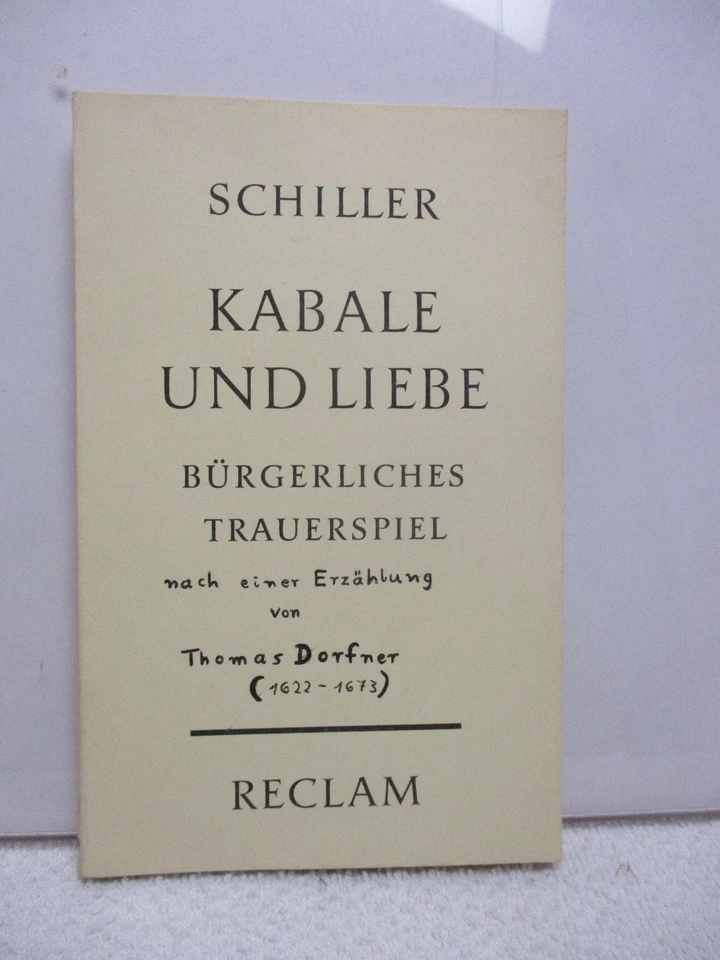 SCHILLER
KABALE
UND LIEBE
BÜRGERLICHES
TRAUERSPIEL
nach einer Erzählung
von
Thomas Dorfner
(1622-1673)
RECLAM